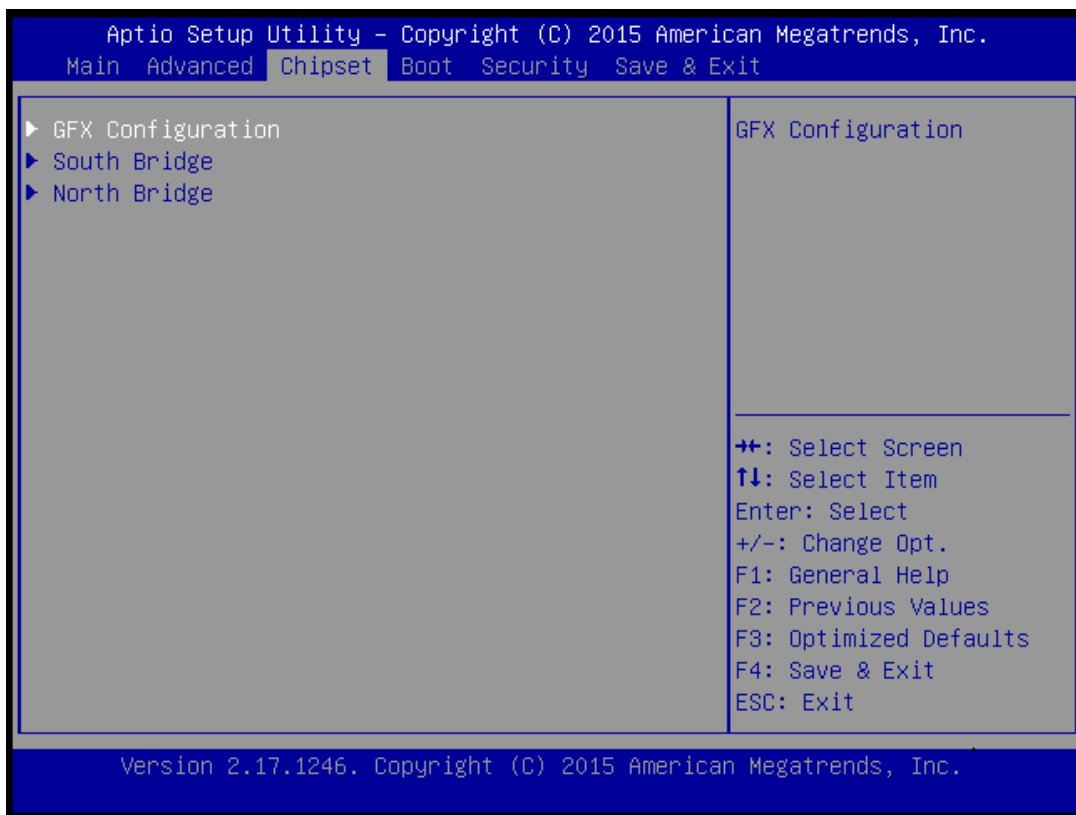 Aptio Setup Utility – Copyright (C) 2015 American Megatrends, Inc.
Main Advanced Chipset Boot Security Save & Exit
▶ GFX Configuration
▶ South Bridge
▶ North Bridge
GFX Configuration
→←: Select Screen
↑↓: Select Item
Enter: Select
+/-: Change Opt.
F1: General Help
F2: Previous Values
F3: Optimized Defaults
F4: Save & Exit
ESC: Exit
Version 2.17.1246. Copyright (C) 2015 American Megatrends, Inc.